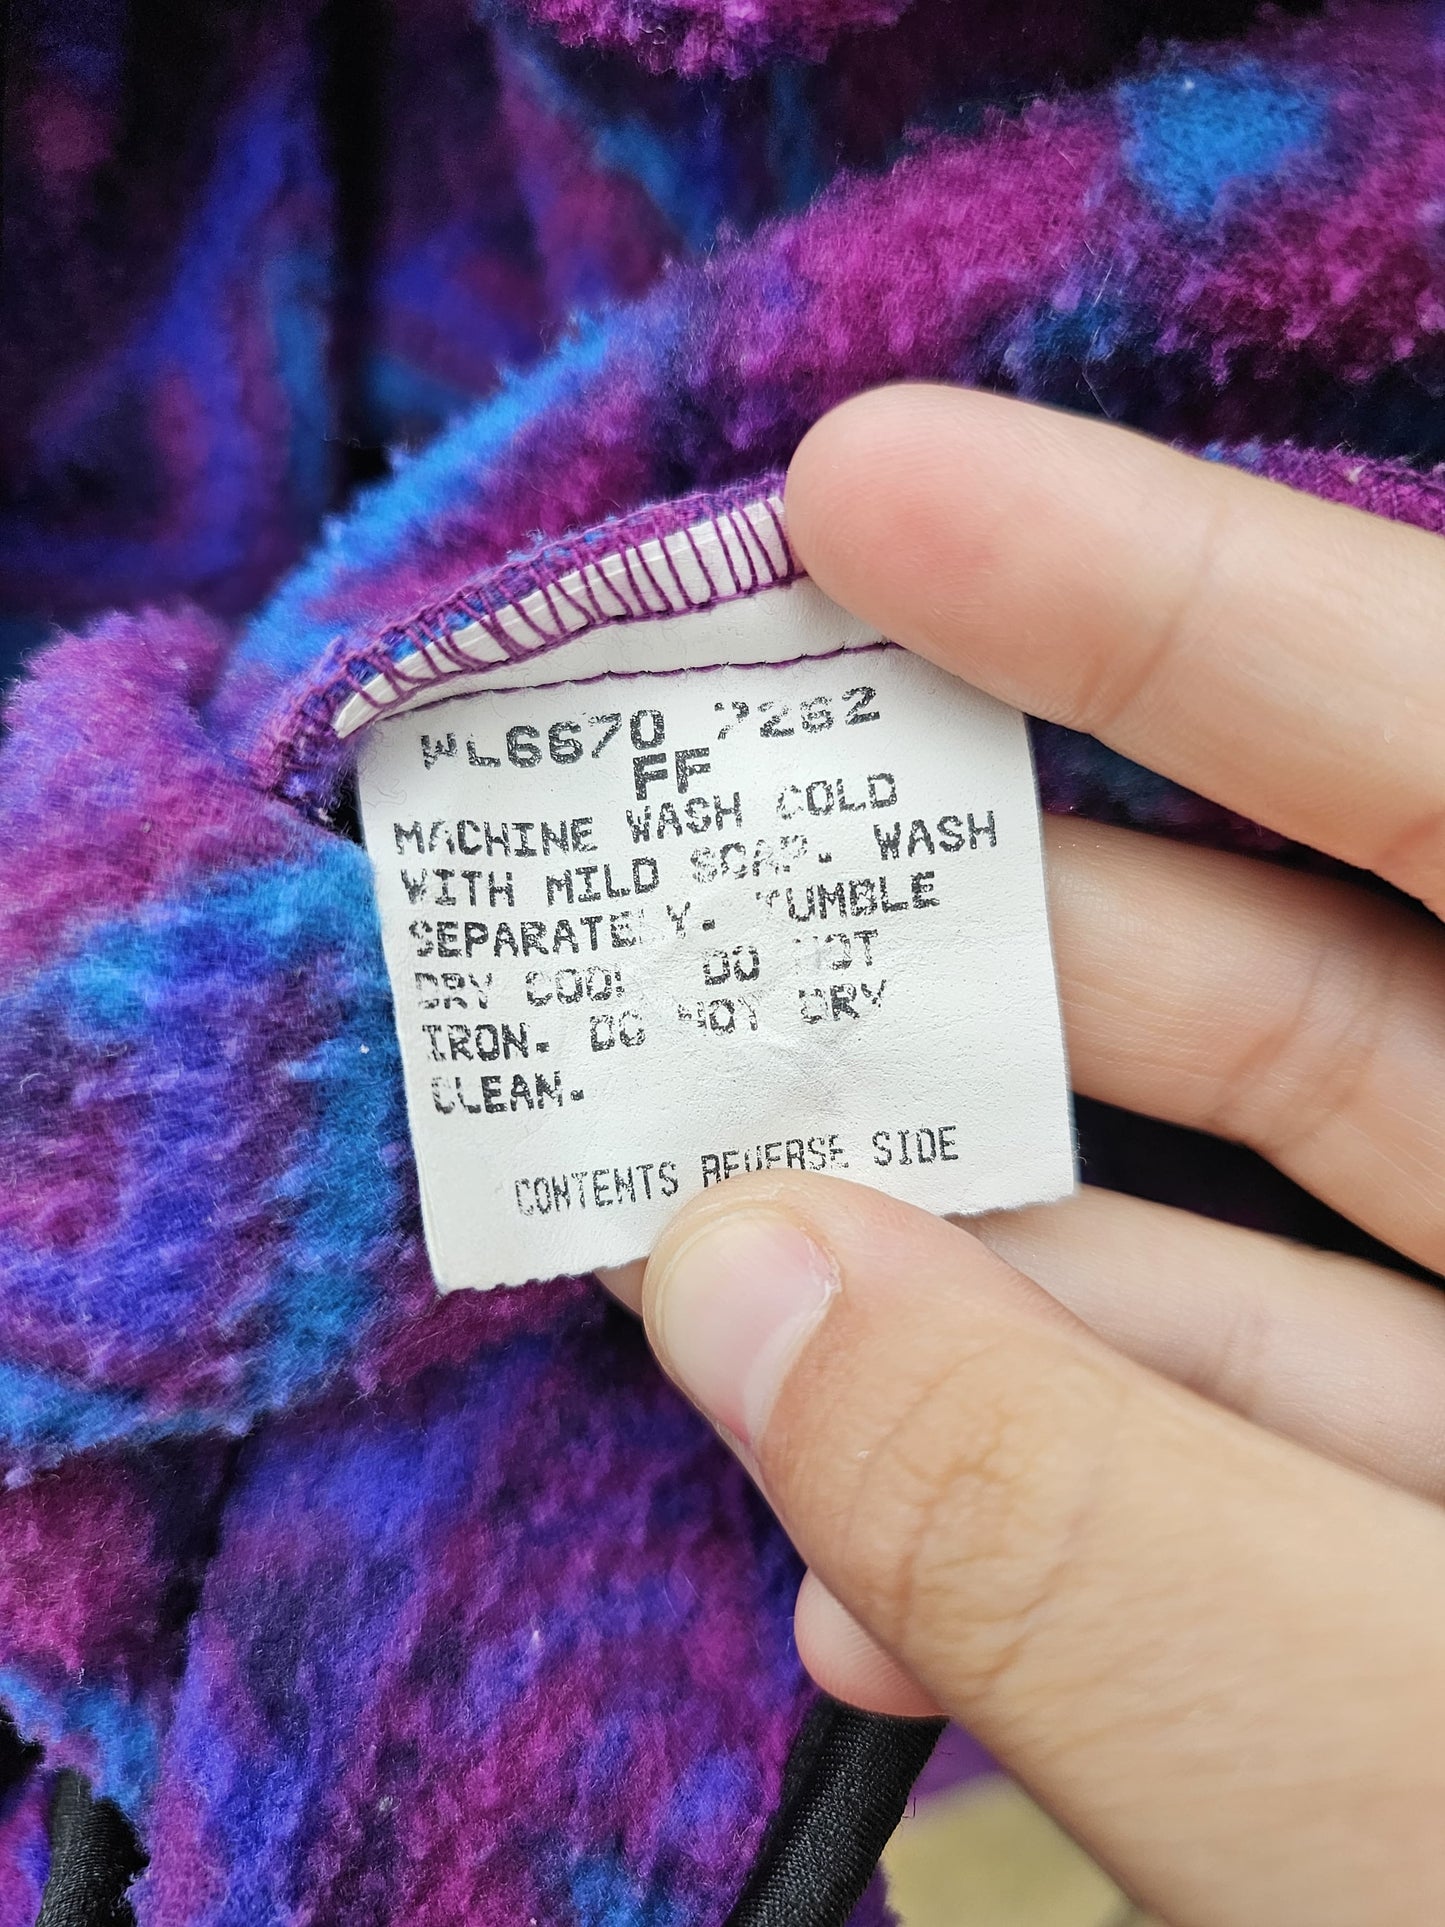 WL6670 7262
FF
MACHINE WASH COLD
WITH MILD SOAP. WASH
SEPARATELY. TUMBLE
DRY COOL DO NOT
IRON. DO NOT DRY
CLEAN.
CONTENTS REVERSE SIDE